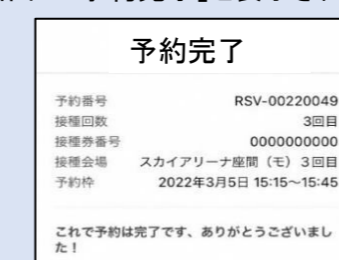 予約完了
予約番号 RSV-00220049
接種回数 3回目
接種券番号 0000000000
接種会場 スカイアリーナ座間（モ）3回目
予約枠 2022年3月5日 15:15～15:45
これで予約は完了です、ありがとうございまし
た！